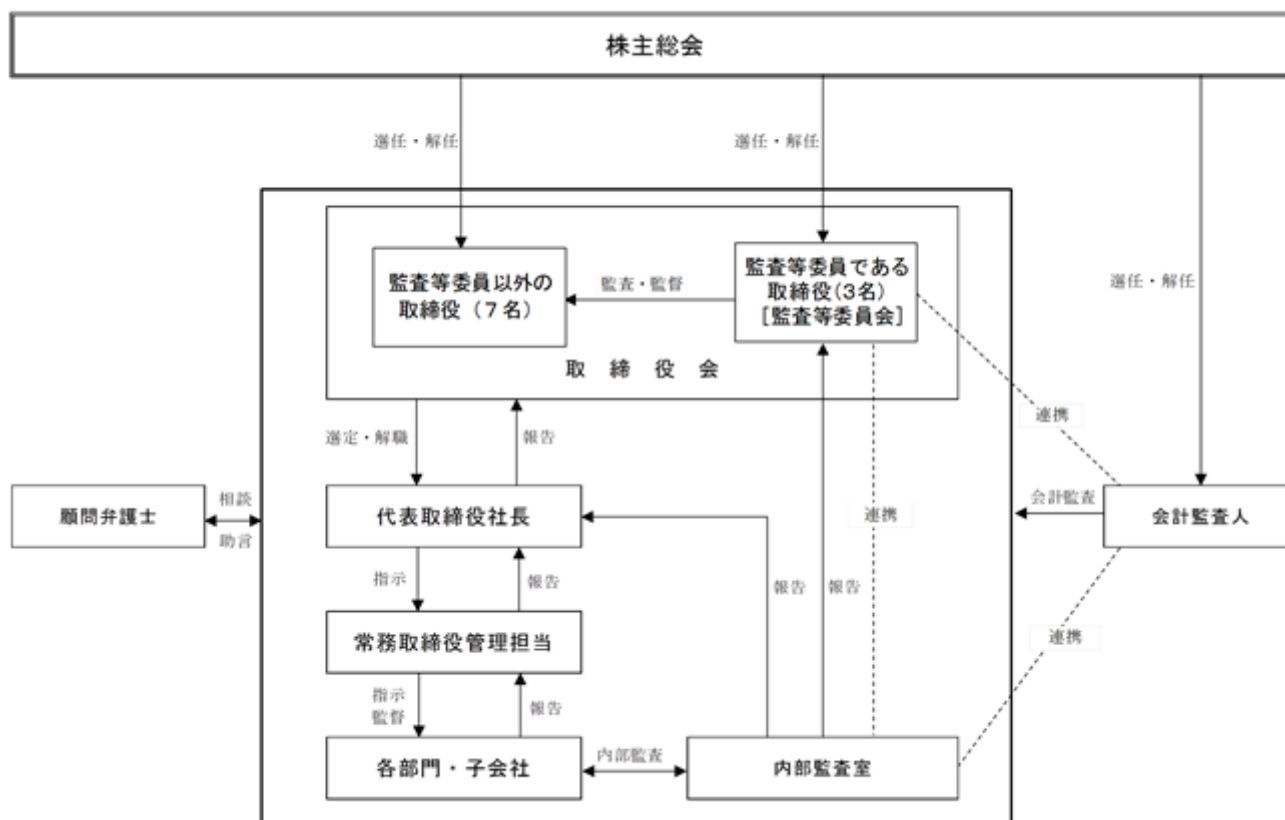 株主総会
選任・解任
選任・解任
選任・解任
監査等委員以外の
取締役（７名）
監査・監督
監査等委員である
取締役(3名)
[監査等委員会]
取締役会
選定・解職
報告
連携
顧問弁護士
相談
助言
代表取締役社長
連携
会計監査
会計監査人
指示
報告
報告
報告
連携
常務取締役管理担当
指示
監督
報告
各部門・子会社
内部監査
内部監査室